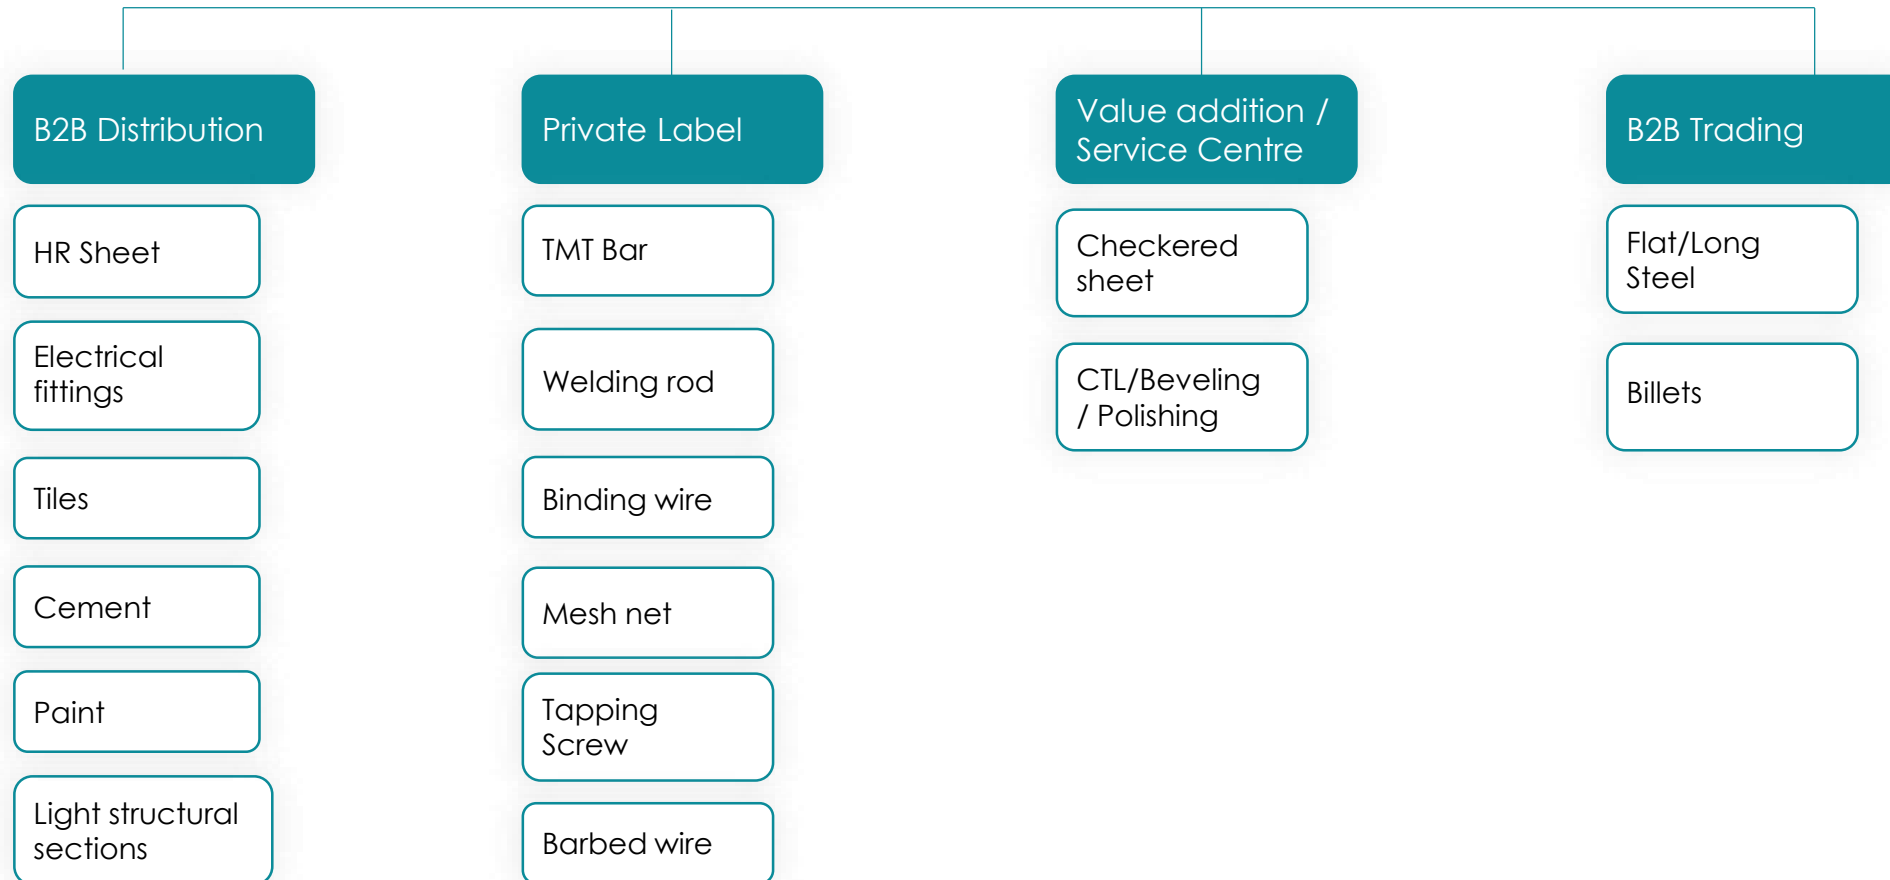 B2B Distribution
HR Sheet
Electrical
fittings
Tiles
Cement
Paint
Light structural
sections
Private Label
TMT Bar
Welding rod
Binding wire
Mesh net
Tapping
Screw
Barbed wire
Value addition /
Service Centre
Checkered
sheet
CTL/Beveling
/ Polishing
B2B Trading
Flat/Long
Steel
Billets